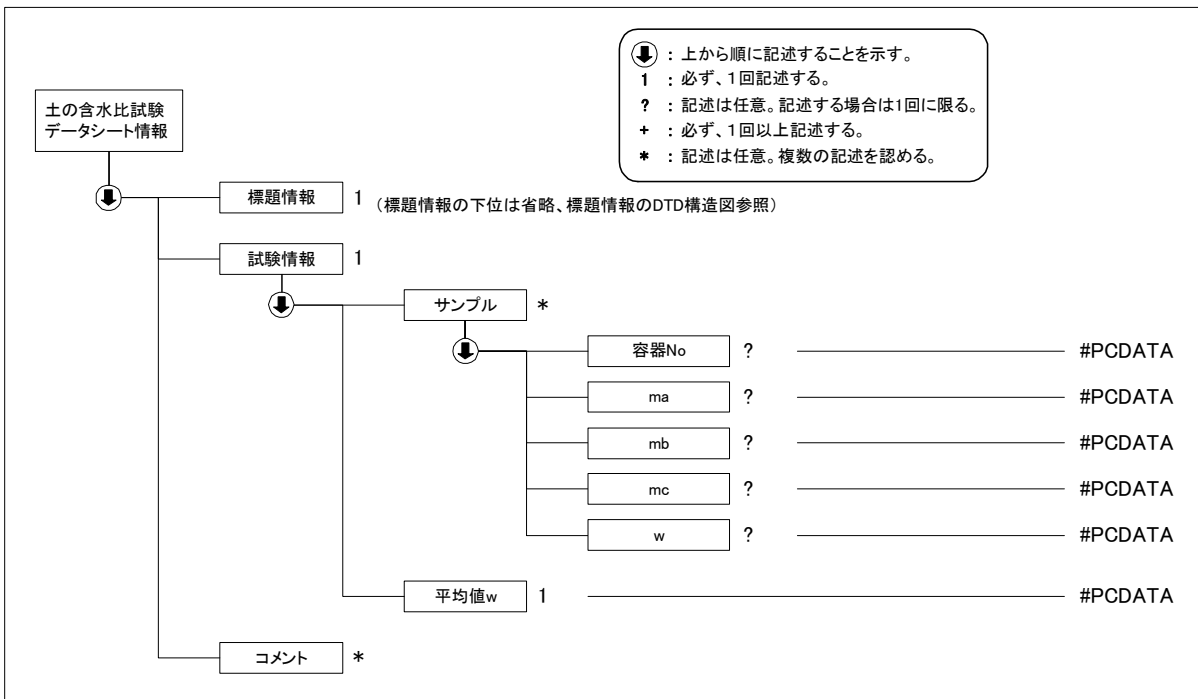 : 上から順に記述することを示す。
1 : 必ず、1回記述する。
? : 記述は任意。記述する場合は1回に限る。
+ : 必ず、1回以上記述する。
* : 記述は任意。複数の記述を認める。
土の含水比試験
データシート情報
標題情報 1 (標題情報の下位は省略、標題情報のDTD構造図参照)
試験情報 1
サンプル *
容器No ? #PCDATA
ma ? #PCDATA
mb ? #PCDATA
mc ? #PCDATA
w ? #PCDATA
平均値w 1 #PCDATA
コメント *